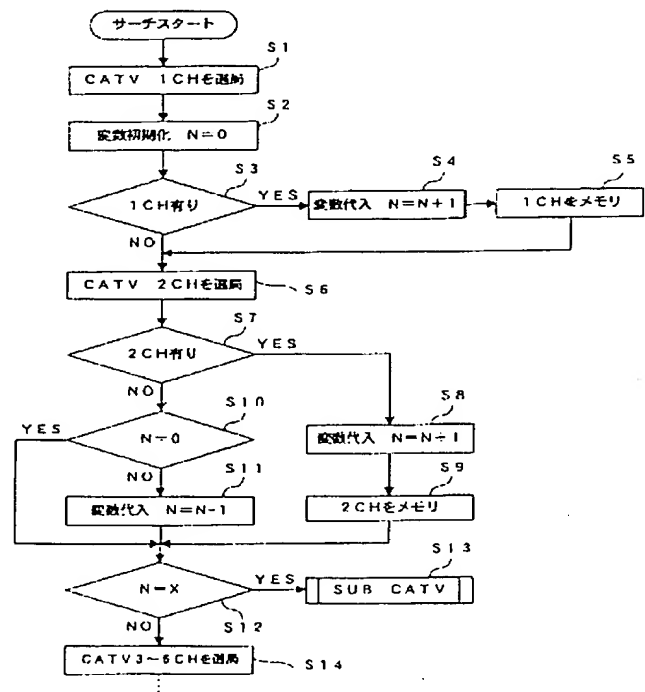 サーチスタート
S1
CATV 1CHを選局
S2
変数初期化 N=0
S3
1CH有り
YES
NO
S4
変数代入 N=N+1
S5
1CHをメモリ
CATV 2CHを選局
S6
S7
2CH有り
YES
NO
S8
変数代入 N=N+1
S9
2CHをメモリ
S10
N=0
YES
NO
S11
変数代入 N=N-1
N=X
YES
NO
S12
S13
SUB CATV
CATV3~6CHを選局
S14